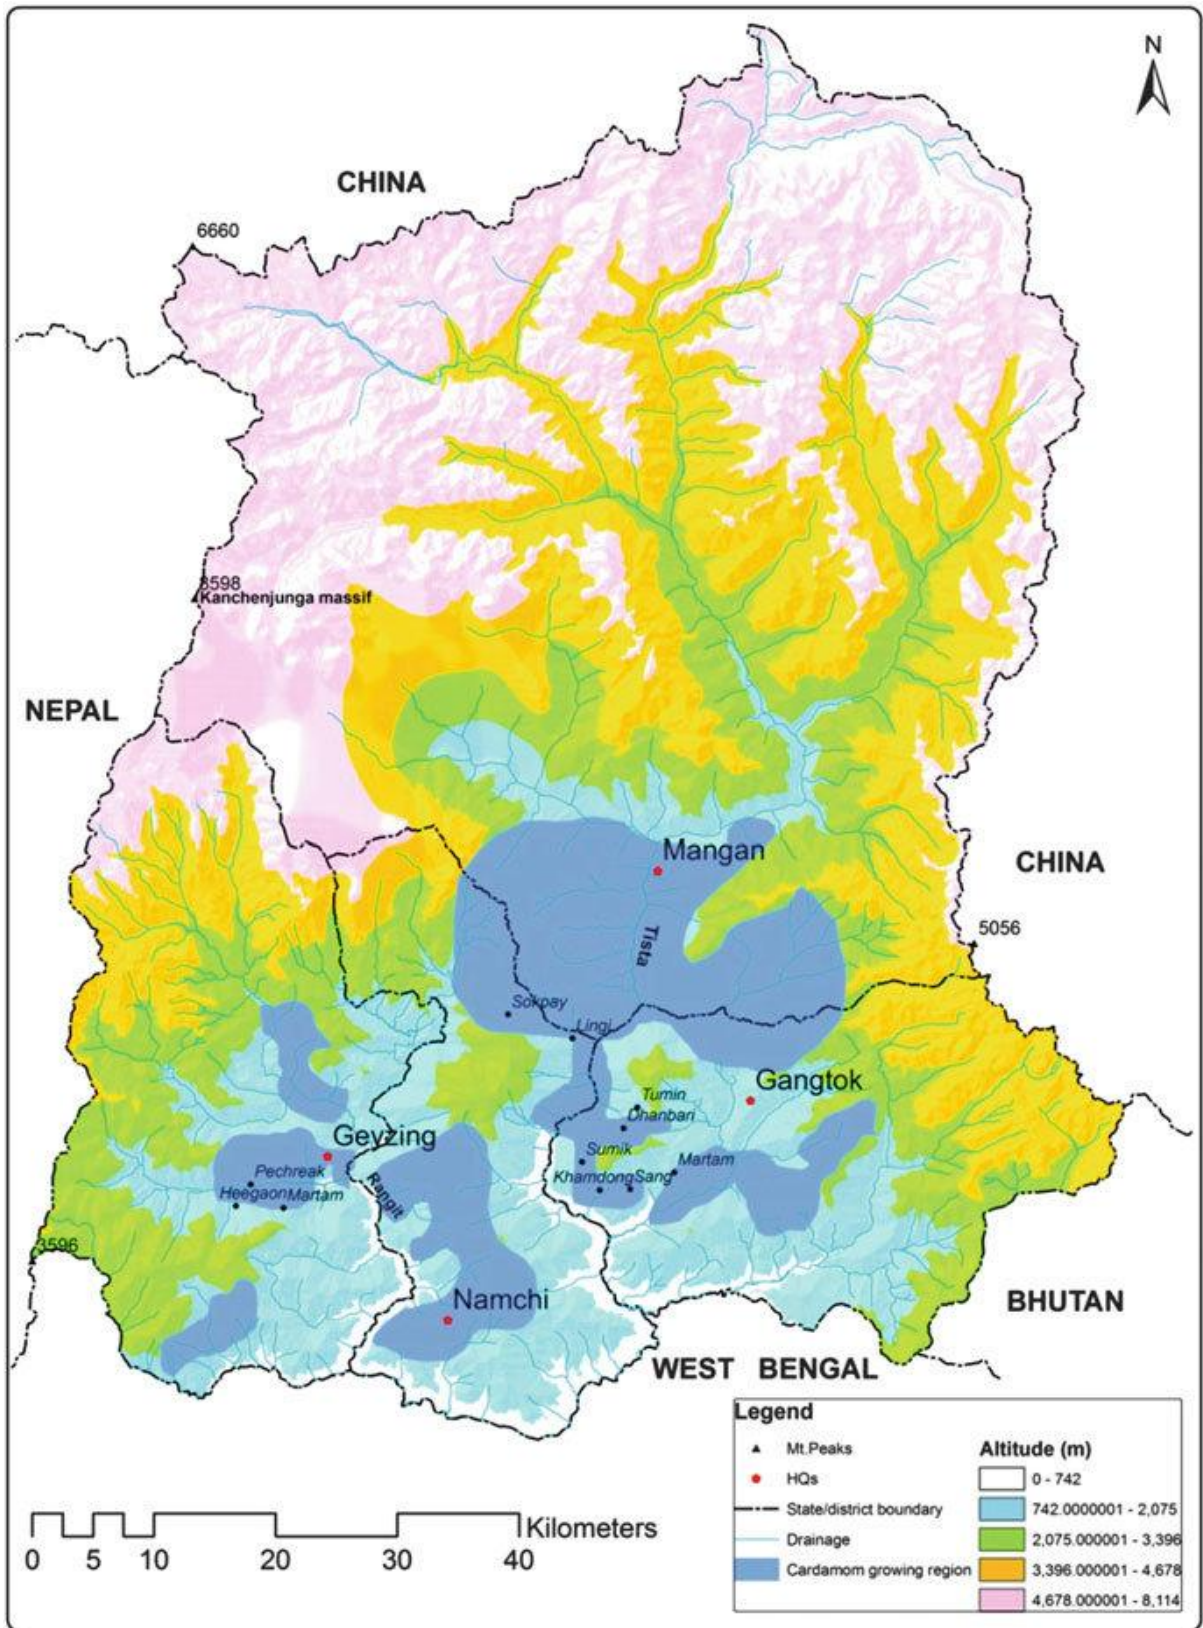 N
CHINA
6660
8598
Kanchenjunga massif
NEPAL
Mangan
CHINA
5056
Tista
Sokpay
Lingi
Gangtok
Tumin
Dhanbari
Geyzing
Sumik
Martam
Pechreak
Khamdong Sang
Heegaon Martam
Rangit
3596
Namchi
BHUTAN
WEST BENGAL
Legend
Mt.Peaks
HQs
State/district boundary
Drainage
Cardamom growing region
Altitude (m)
0 - 742
742.0000001 - 2,075
2,075.000001 - 3,396
3,396.000001 - 4,678
4,678.000001 - 8,114
Kilometers
0 5 10 20 30 40